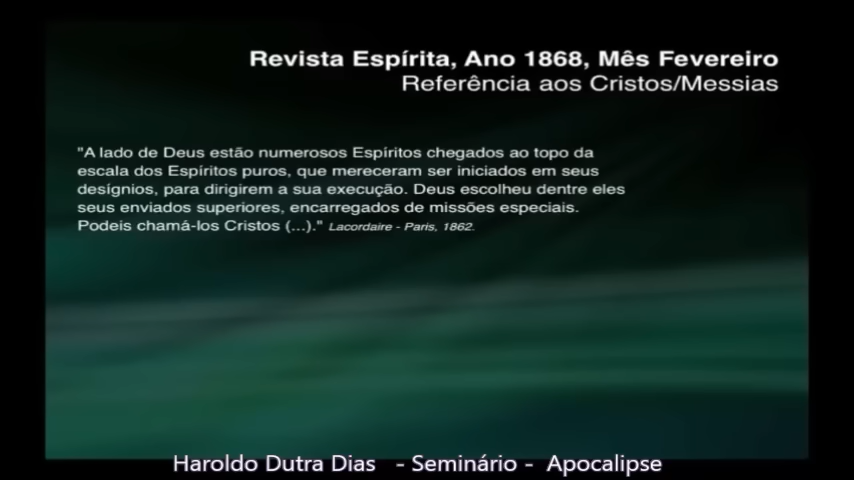 Revista Espírita, Ano 1868, Mês Fevereiro
Referência aos Cristos/Messias
"A lado de Deus estão numerosos Espíritos chegados ao topo da
escala dos Espíritos puros, que mereceram ser iniciados em seus
desígnios, para dirigirem a sua execução. Deus escolheu dentre eles
seus enviados superiores, encarregados de missões especiais.
Podeis chamá-los Cristos (...)." Lacordaire - Paris, 1862.
Haroldo Dutra Dias - Seminário - Apocalipse